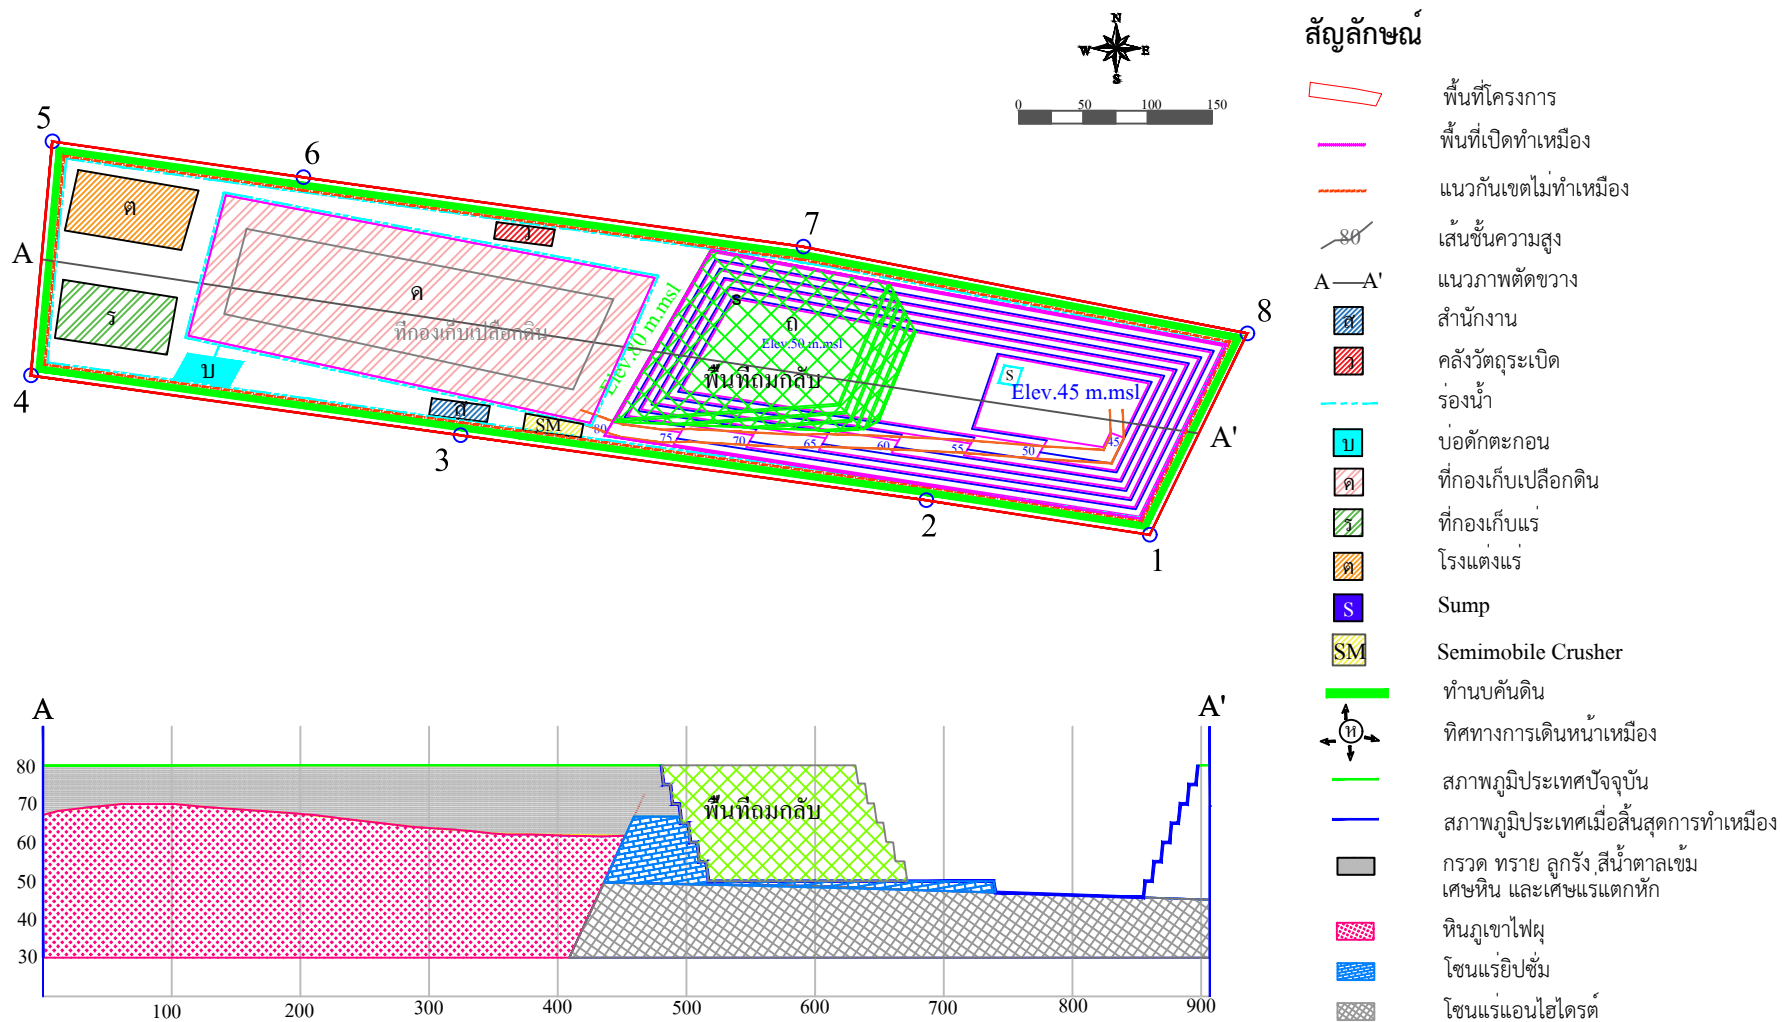 N
W
E
S
0 50 100 150
สัญลักษณ์
พื้นที่โครงการ
พื้นที่เปิดทำเหมือง
แนวกันเขตไม่ทำเหมือง
80 เส้นชั้นความสูง
A A' แนวภาพตัดขวาง
ส สำนักงาน
ว คลังวัตถุระเบิด
ร่องน้ำ
บ บ่อดักตะกอน
ด ที่กองเก็บเปลือกดิน
ร ที่กองเก็บแร่
ต โรงแต่งแร่
S Sump
SM Semimobile Crusher
ทำนบคันดิน
ห ทิศทางการเดินหน้าเหมือง
สภาพภูมิประเทศปัจจุบัน
สภาพภูมิประเทศเมื่อสิ้นสุดการทำเหมือง
กรวด ทราย ลูกรัง สีน้ำตาลเข้ม
เศษหิน และเศษแร่แตกหัก
หินภูเขาไฟผุ
โซนแร่ยิปซั่ม
โซนแร่แอนไฮไดรต์
5
6
7
8
4
3
2
1
A
A'
ต
ร
ด
ที่กองเก็บเปลือกดิน
บ
ว
ส
SM
Elev.80 m.msl
s
ถ
Elev.50 m.msl
พื้นที่ถมกลับ
S
Elev.45 m.msl
80 75 70 65 60 55 50 45
A
A'
พื้นที่ถมกลับ
80
70
60
50
40
30
100 200 300 400 500 600 700 800 900